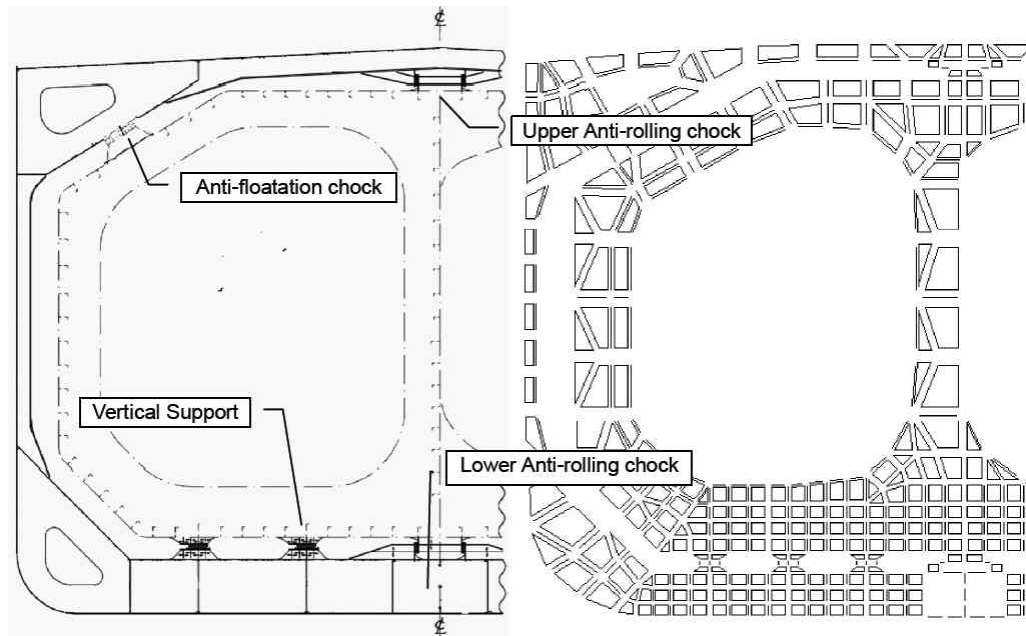 Upper Anti-rolling chock
Anti-floatation chock
Vertical Support
Lower Anti-rolling chock